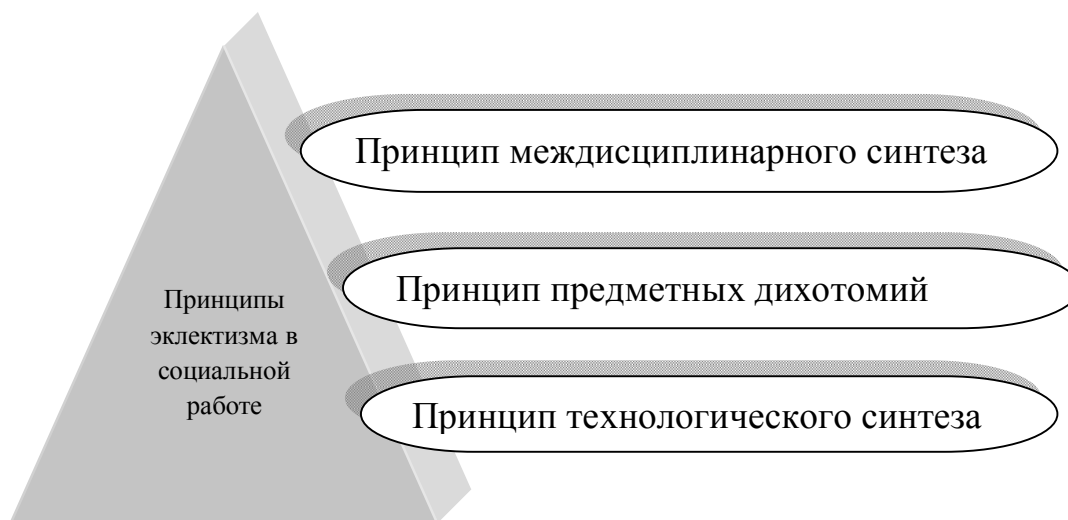 Принцип междисциплинарного синтеза
Принцип предметных дихотомий
Принципы
эклектизма в
социальной
работе
Принцип технологического синтеза